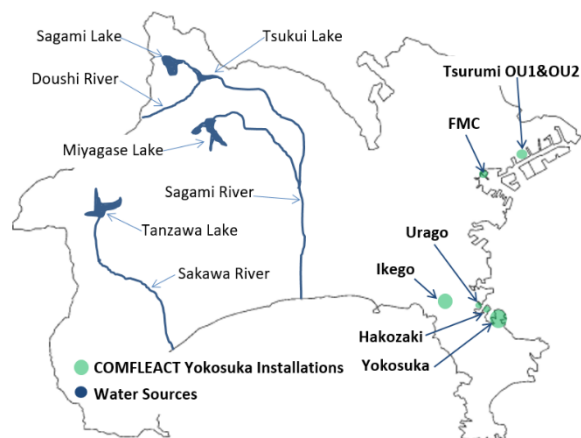 Sagami Lake
Tsukui Lake
Doushi River
Tsurumi OU1&OU2
FMC
Miyagase Lake
Sagami River
Tanzawa Lake
Urago
Ikego
Sakawa River
Hakozaki
Yokosuka
COMFLEACT Yokosuka Installations
Water Sources